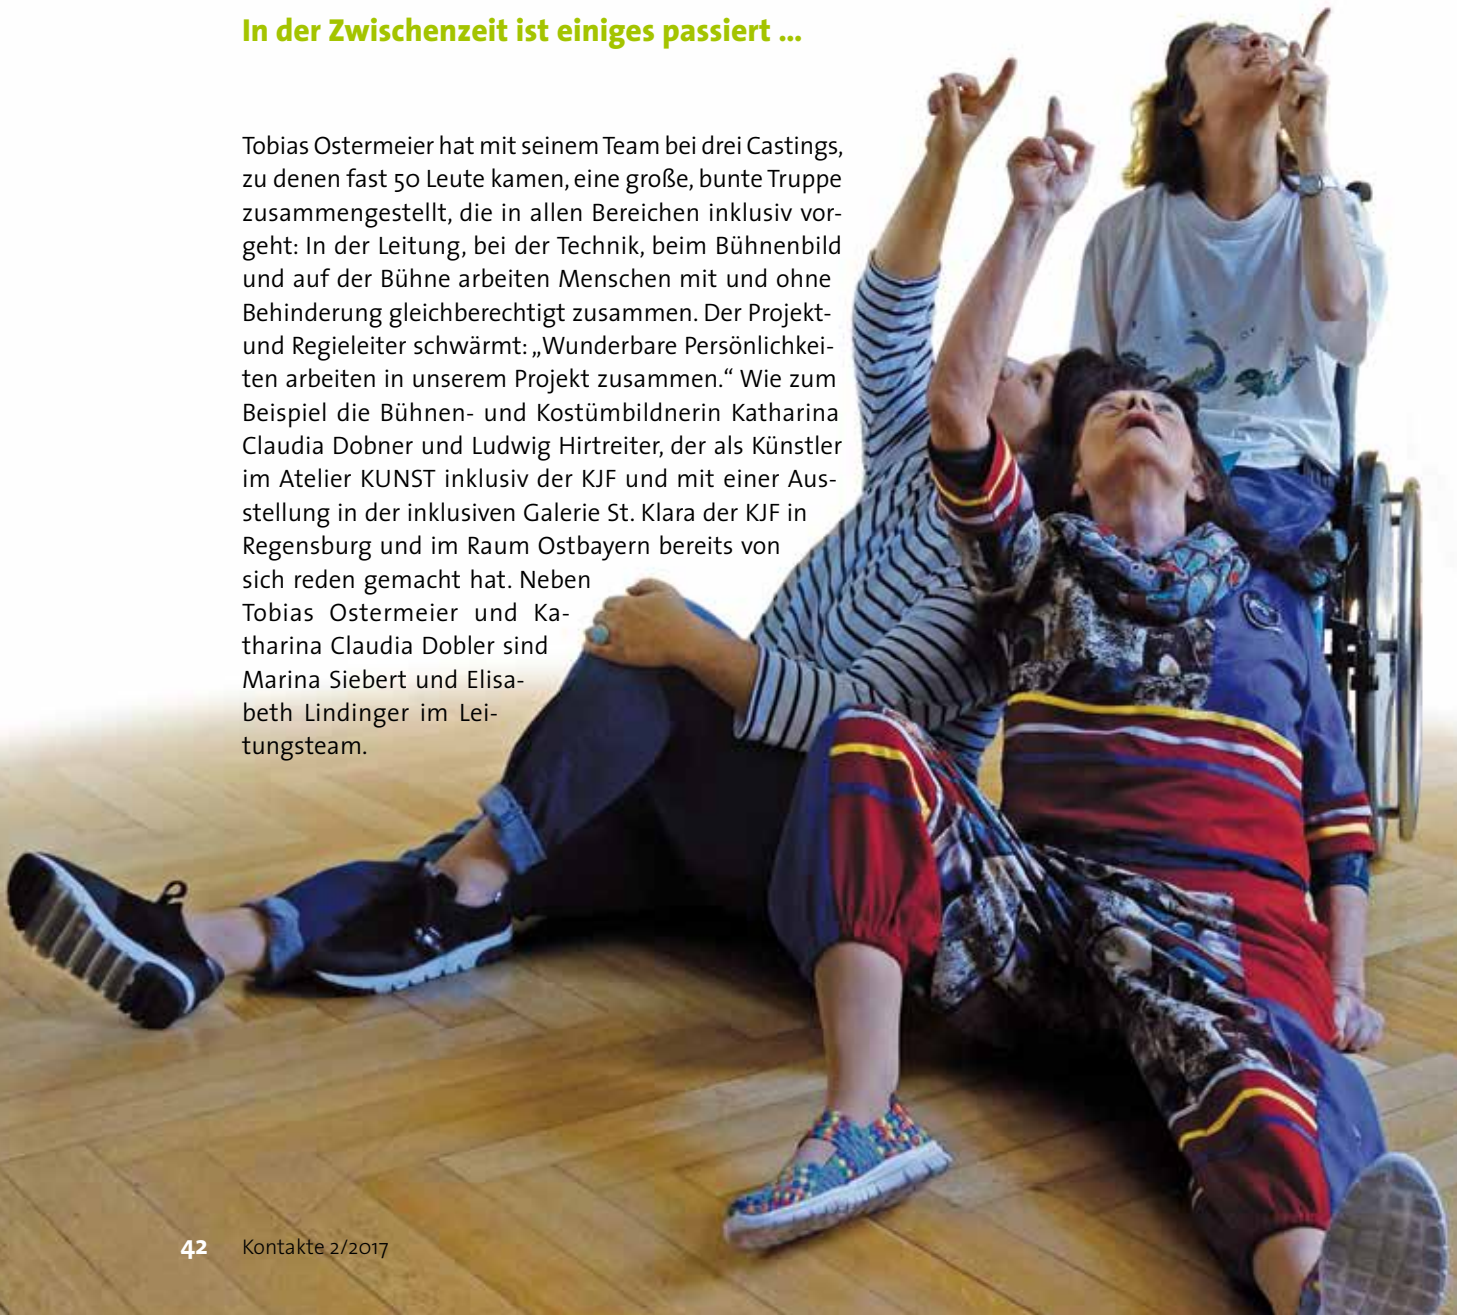 In der Zwischenzeit ist einiges passiert ...
Tobias Ostermeier hat mit seinem Team bei drei Castings,
zu denen fast 50 Leute kamen, eine große, bunte Truppe
zusammengestellt, die in allen Bereichen inklusiv vor-
geht: In der Leitung, bei der Technik, beim Bühnenbild
und auf der Bühne arbeiten Menschen mit und ohne
Behinderung gleichberechtigt zusammen. Der Projekt-
und Regieleiter schwärmt: „Wunderbare Persönlichkei-
ten arbeiten in unserem Projekt zusammen.“ Wie zum
Beispiel die Bühnen- und Kostümbildnerin Katharina
Claudia Dobner und Ludwig Hirtreiter, der als Künstler
im Atelier KUNST inklusiv der KJF und mit einer Aus-
stellung in der inklusiven Galerie St. Klara der KJF in
Regensburg und im Raum Ostbayern bereits von
sich reden gemacht hat. Neben
Tobias Ostermeier und Ka-
tharina Claudia Dobler sind
Marina Siebert und Elisa-
beth Lindinger im Lei-
tungsteam.
42 Kontakte 2/2017